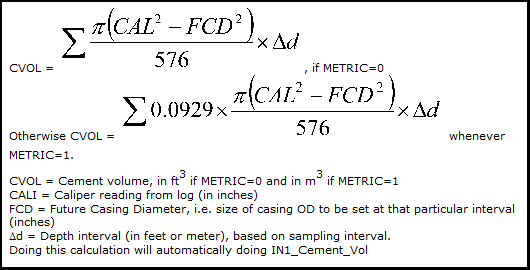 CVOL = ∑ π(CAL² − FCD²)/576 × Δd , if METRIC=0
Otherwise CVOL = ∑ 0.0929 × π(CAL² − FCD²)/576 × Δd whenever
METRIC=1.
CVOL = Cement volume, in ft³ if METRIC=0 and in m³ if METRIC=1
CALI = Caliper reading from log (in inches)
FCD = Future Casing Diameter, i.e. size of casing OD to be set at that particular interval
(inches)
Δd = Depth interval (in feet or meter), based on sampling interval.
Doing this calculation will automatically doing IN1_Cement_Vol